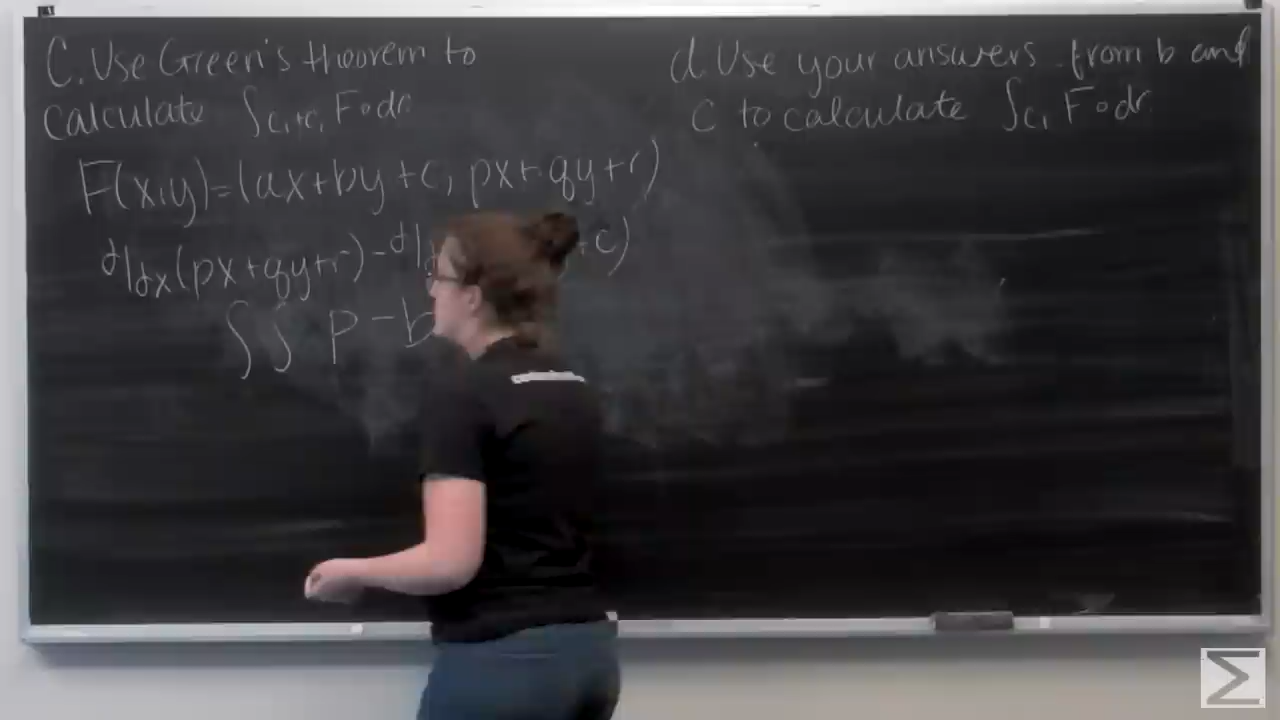 C. Use Green's theorem to
calculate ∫c₁+c₁ F∘dr
F(x,y)=(ax+by+c, px+qy+r)
d/dx(px+qy+r) - d/d +c)
∫∫ p-b
d. Use your answers from b and
c to calculate ∫c₁ F∘dr
Σ